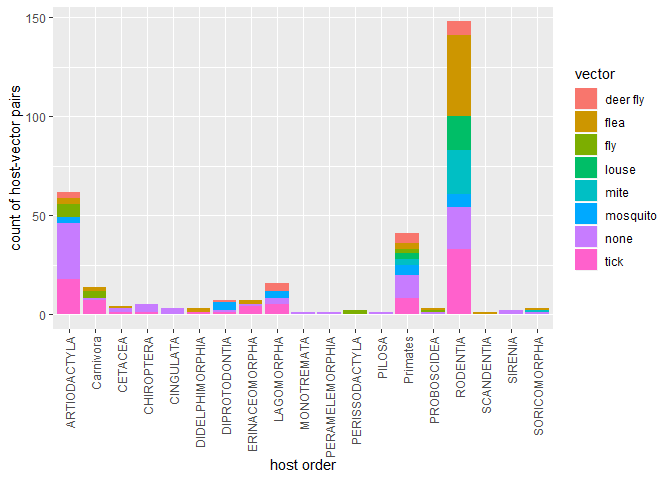 150
100
50
0
count of host-vector pairs
ARTIODACTYLA
Carnivora
CETACEA
CHIROPTERA
CINGULATA
DIDELPHIMORPHIA
DIPROTODONTIA
ERINACEOMORPHA
LAGOMORPHA
MONOTREMATA
PERAMELEMORPHIA
PERISSODACTYLA
PILOSA
Primates
PROBOSCIDEA
RODENTIA
SCANDENTIA
SIRENIA
SORICOMORPHA
host order
vector
deer fly
flea
fly
louse
mite
mosquito
none
tick